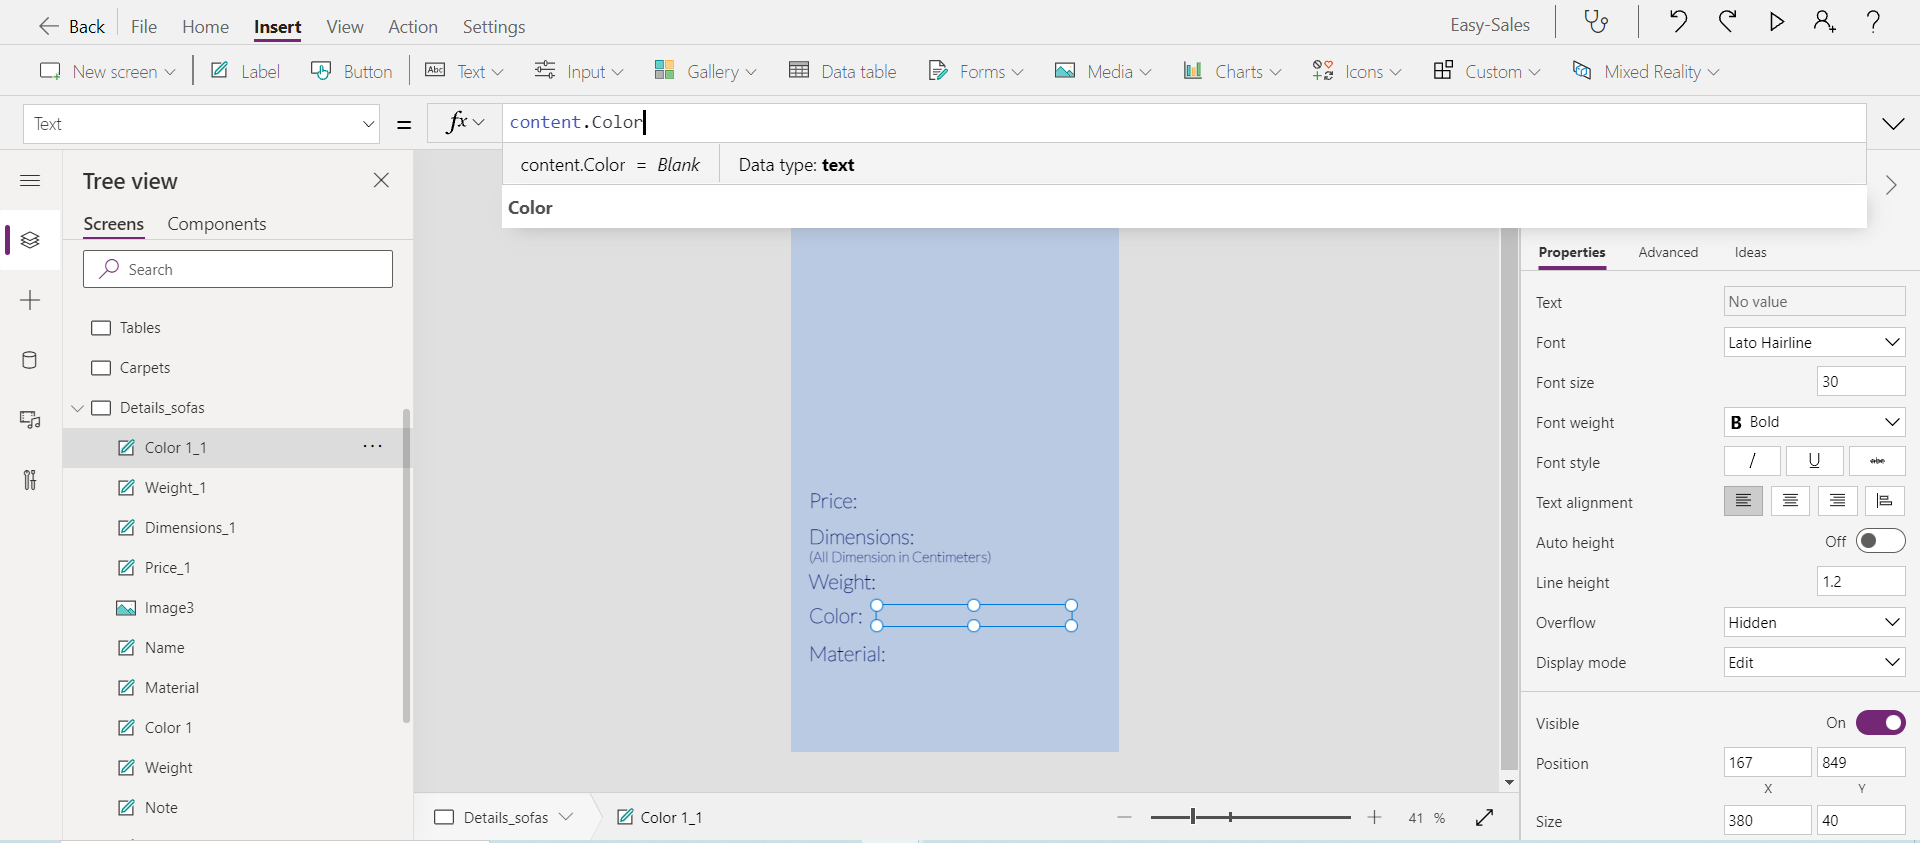 Back File Home Insert View Action Settings Easy-Sales ?
New screen Label Button Abc Text Input Gallery Data table Forms Media Charts Icons Custom Mixed Reality
Text = fx content.Color
content.Color = Blank Data type: text
Color
Tree view
Screens Components
Search
Tables
Carpets
Details_sofas
Color 1_1 ...
Weight_1
Dimensions_1
Price_1
Image3
Name
Material
Color 1
Weight
Note
Price:
Dimensions:
(All Dimension in Centimeters)
Weight:
Color:
Material:
Details_sofas Color 1_1 41 %
Properties Advanced Ideas
Text No value
Font Lato Hairline
Font size 30
Font weight B Bold
Font style / U abc
Text alignment
Auto height Off
Line height 1.2
Overflow Hidden
Display mode Edit
Visible On
Position 167 849
X Y
Size 380 40